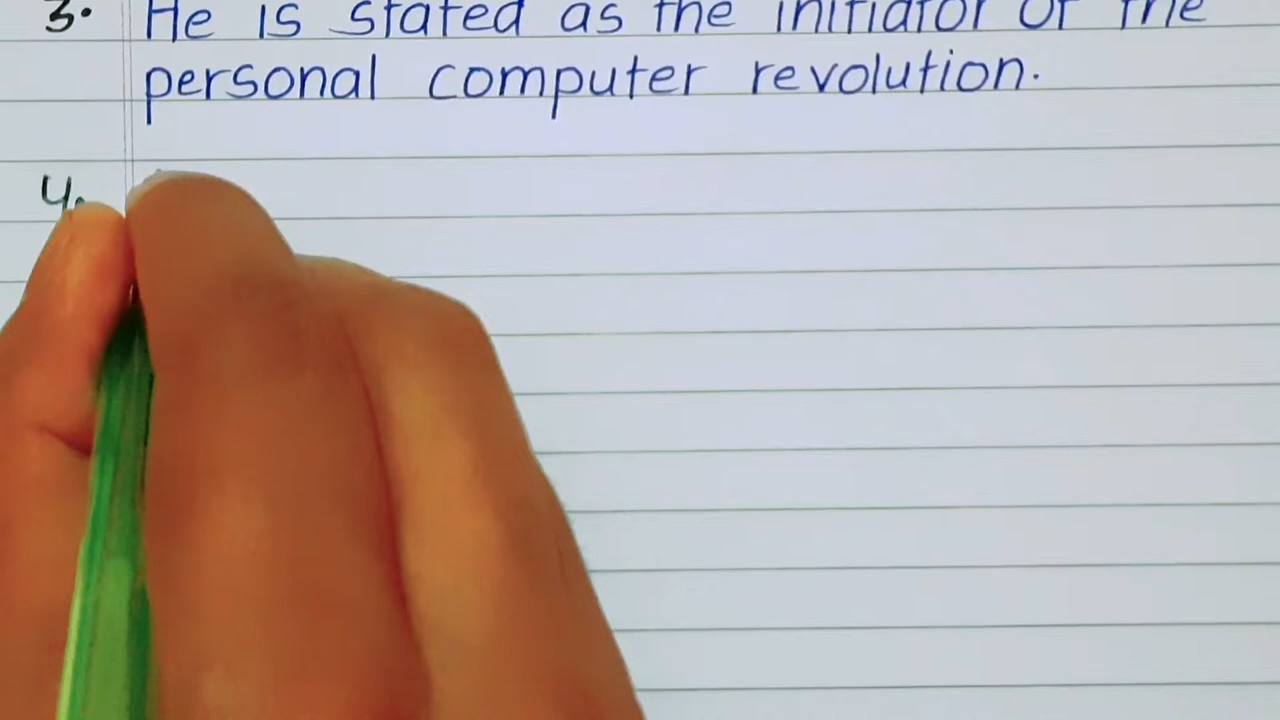 3. He is stated as the initiator of the
personal computer revolution.
4.